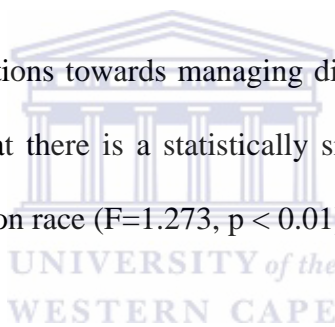 tions towards managing di
at there is a statistically si
on race (F=1.273, p < 0.01
UNIVERSITY of the
WESTERN CAPE